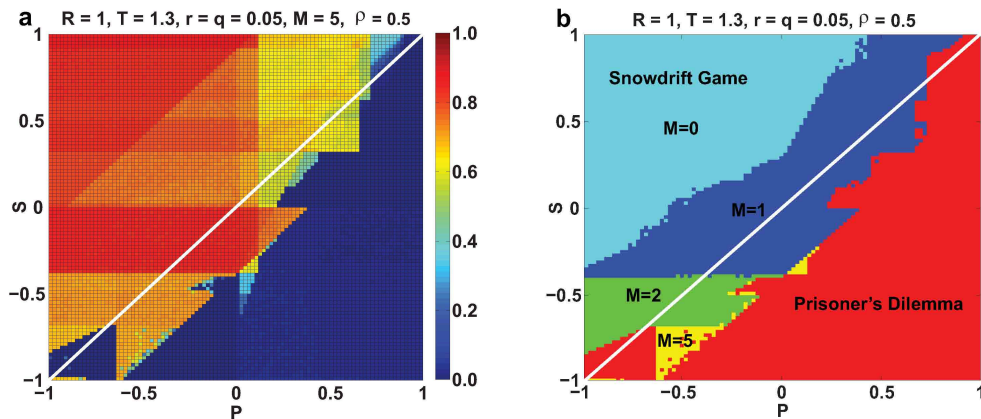 a
R = 1, T = 1.3, r = q = 0.05, M = 5, ρ = 0.5
1
0.5
0
−0.5
−1
S
−1
−0.5
0
0.5
1
P
1.0
0.8
0.6
0.4
0.2
0.0
b
R = 1, T = 1.3, r = q = 0.05, ρ = 0.5
1
0.5
0
−0.5
−1
S
Snowdrift Game
M=0
M=1
M=2
Prisoner's Dilemma
M=5
−1
−0.5
0
0.5
1
P